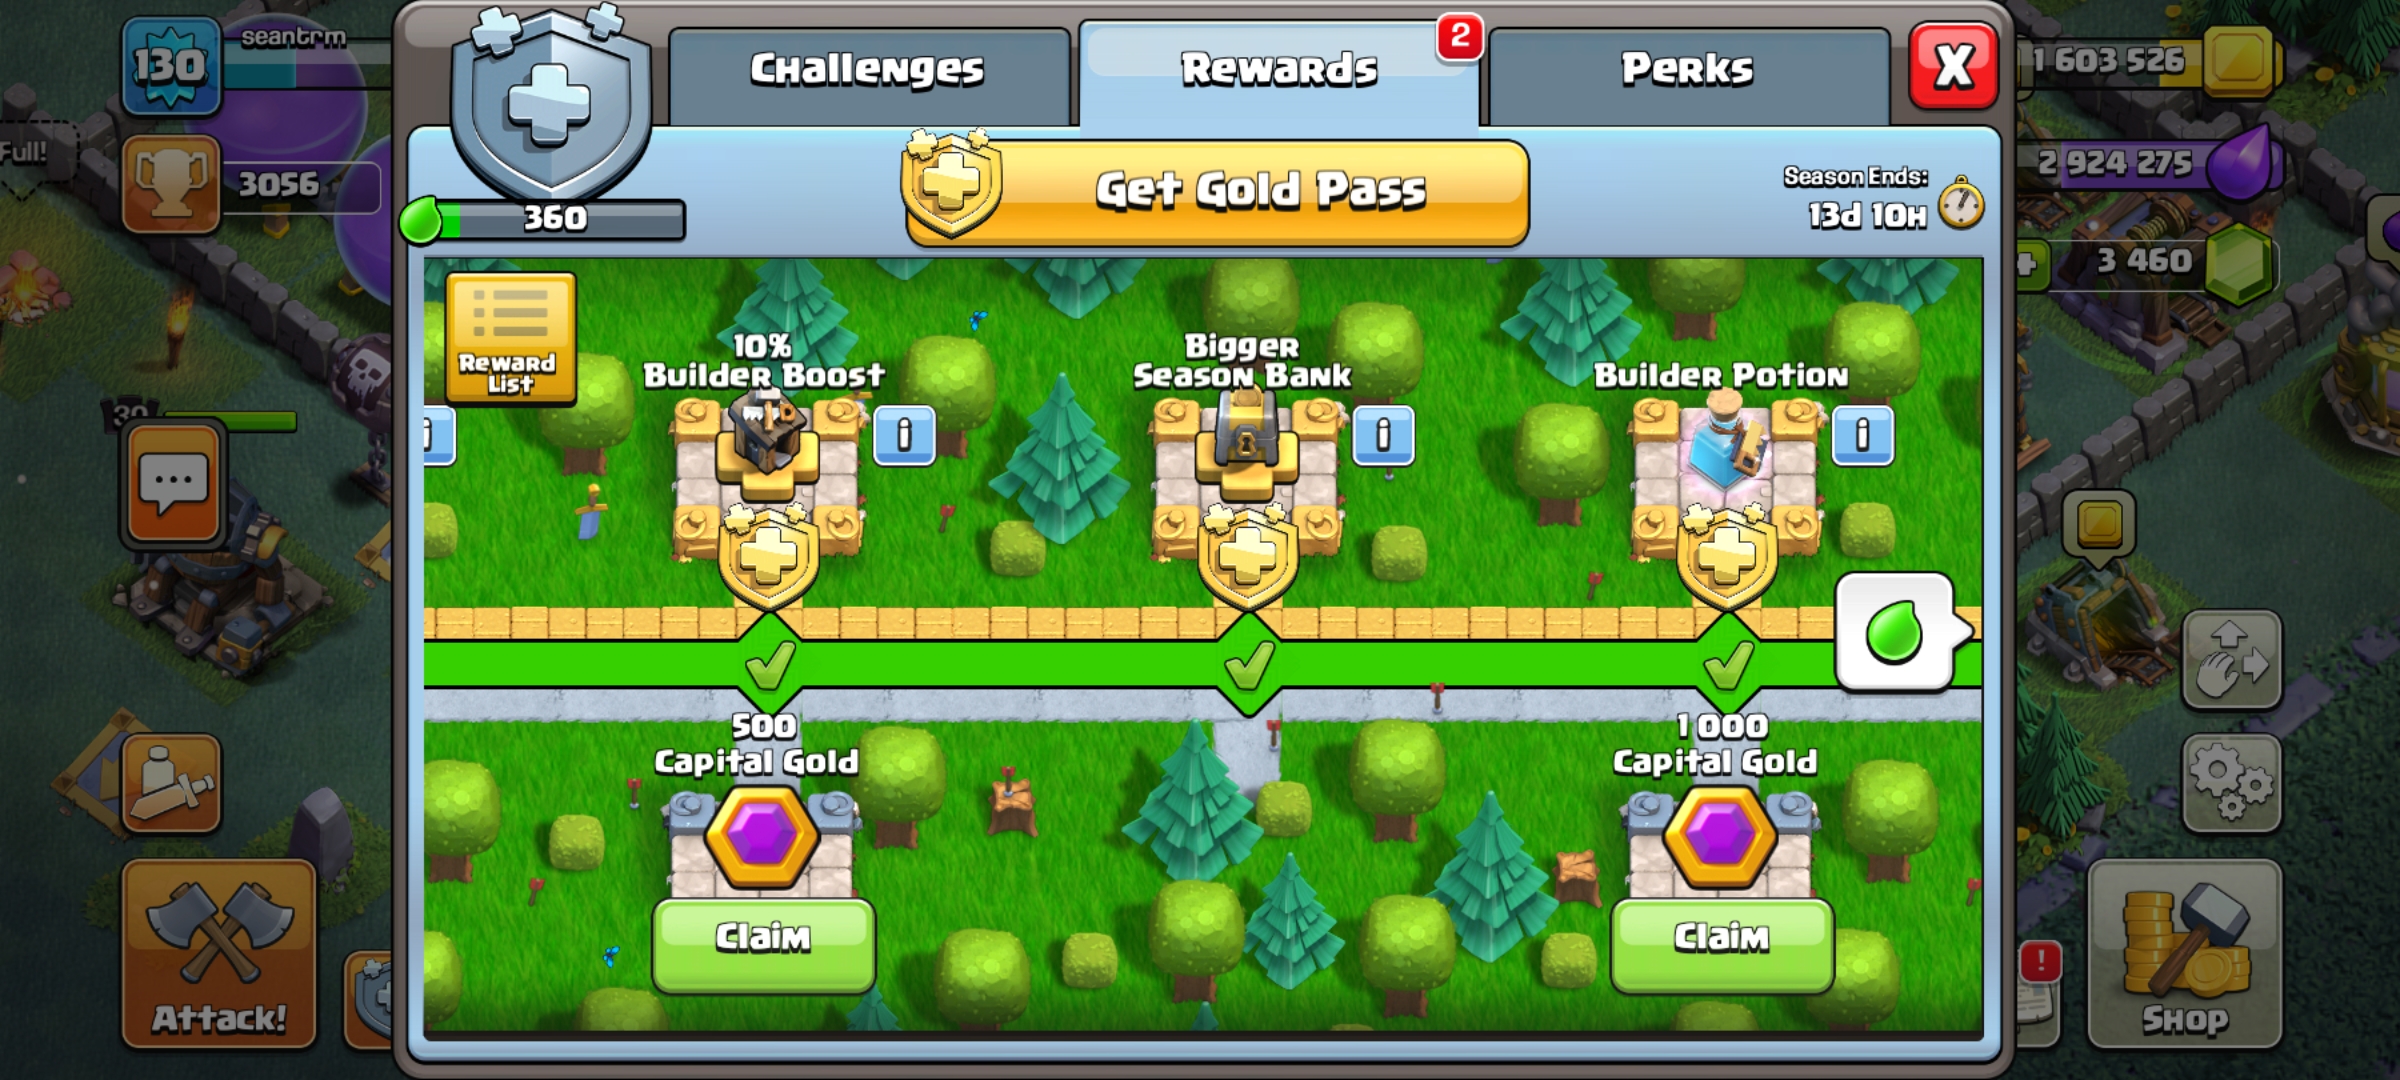 130
seantrm
Challenges
Rewards
2
Perks
X
1 603 526
Full!
3056
360
Get Gold Pass
Season Ends:
13d 10h
2 924 275
3 460
Reward
List
10%
Builder Boost
Bigger
Season Bank
Builder Potion
i
i
i
i
30
500
Capital Gold
1 000
Capital Gold
Claim
Claim
Attack!
!
Shop